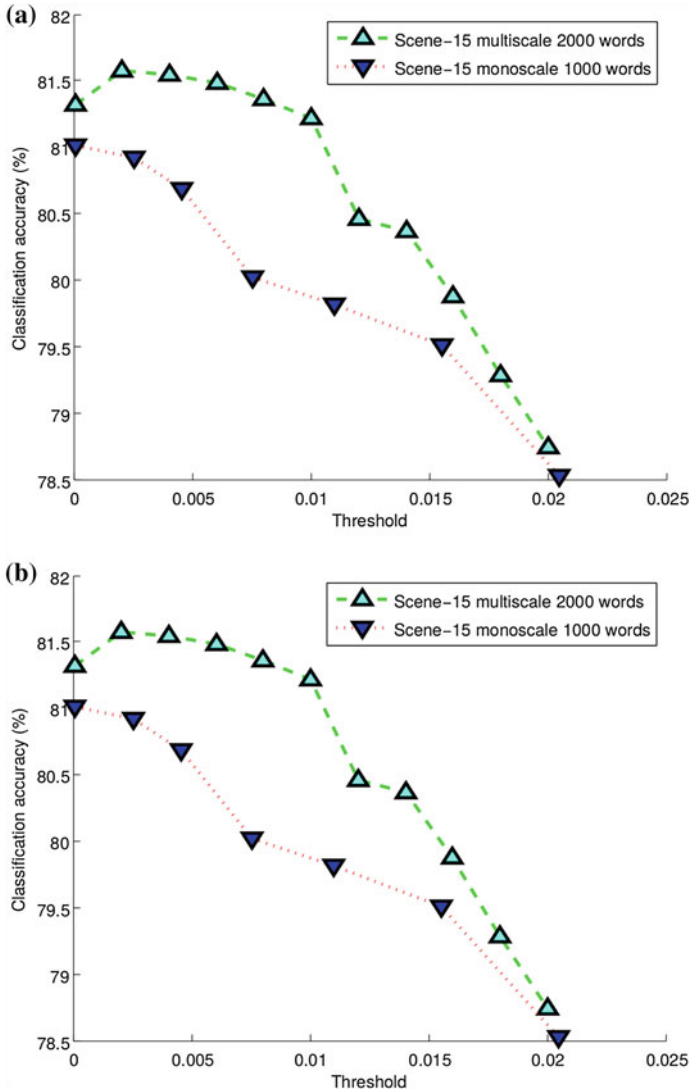 (a)
82
81.5
81
80.5
80
79.5
79
78.5
Classification accuracy (%)
Scene-15 multiscale 2000 words
Scene-15 monoscale 1000 words
0 0.005 0.01 0.015 0.02 0.025
Threshold
(b)
82
81.5
81
80.5
80
79.5
79
78.5
Classification accuracy (%)
Scene-15 multiscale 2000 words
Scene-15 monoscale 1000 words
0 0.005 0.01 0.015 0.02 0.025
Threshold